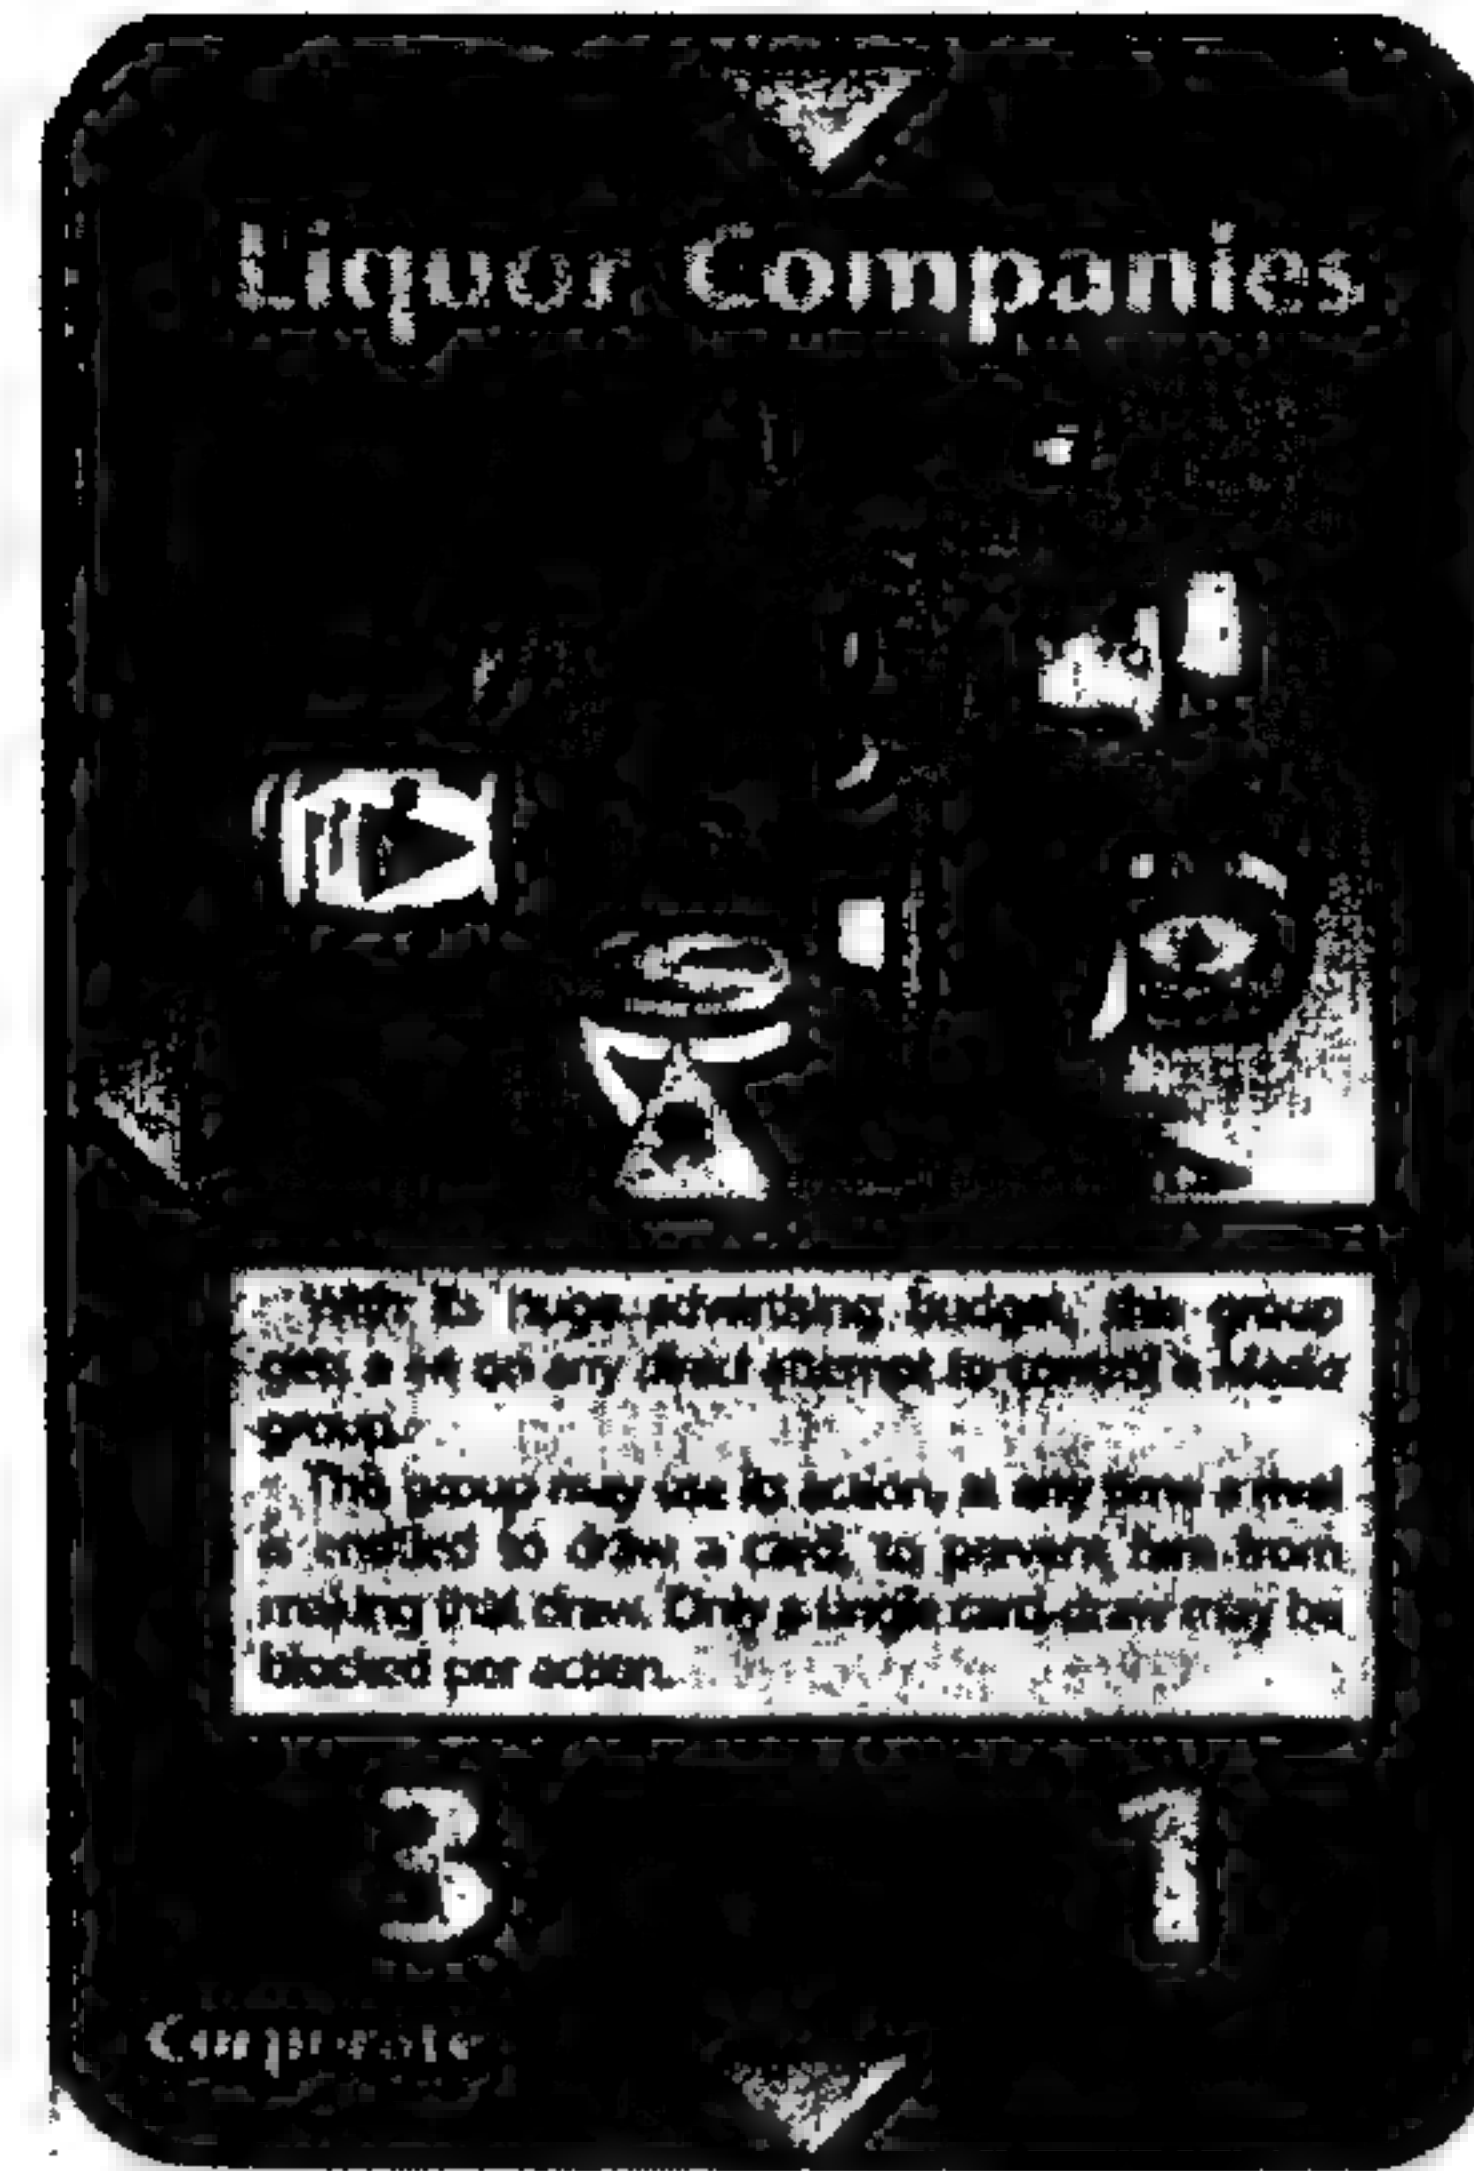 Liquor Companies
With its huge advertising budget, this group
gets a on any direct attempt to control a Media
group.
This group may use its action, at any time a rival
is entitled to draw a card, to prevent him from
making that draw. Only a single card-draw may be
blocked per action.
3 1
Corporate